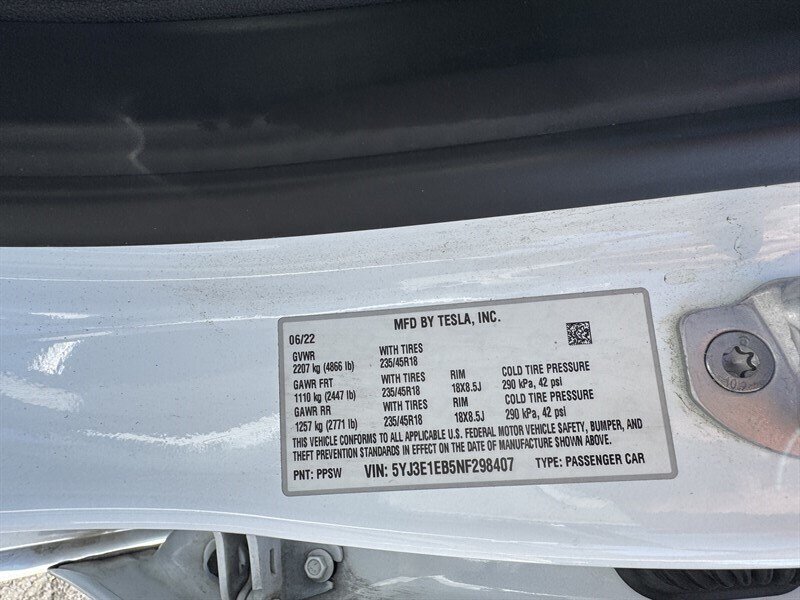 MFD BY TESLA, INC.
06/22
GVWR WITH TIRES
2207 kg (4866 lb) 235/45R18
GAWR FRT WITH TIRES RIM COLD TIRE PRESSURE
1110 kg (2447 lb) 235/45R18 18X8.5J 290 kPa, 42 psi
GAWR RR WITH TIRES RIM COLD TIRE PRESSURE
1257 kg (2771 lb) 235/45R18 18X8.5J 290 kPa, 42 psi
THIS VEHICLE CONFORMS TO ALL APPLICABLE U.S. FEDERAL MOTOR VEHICLE SAFETY, BUMPER, AND
THEFT PREVENTION STANDARDS IN EFFECT ON THE DATE OF MANUFACTURE SHOWN ABOVE.
PNT: PPSW VIN: 5YJ3E1EB5NF298407 TYPE: PASSENGER CAR
10.9